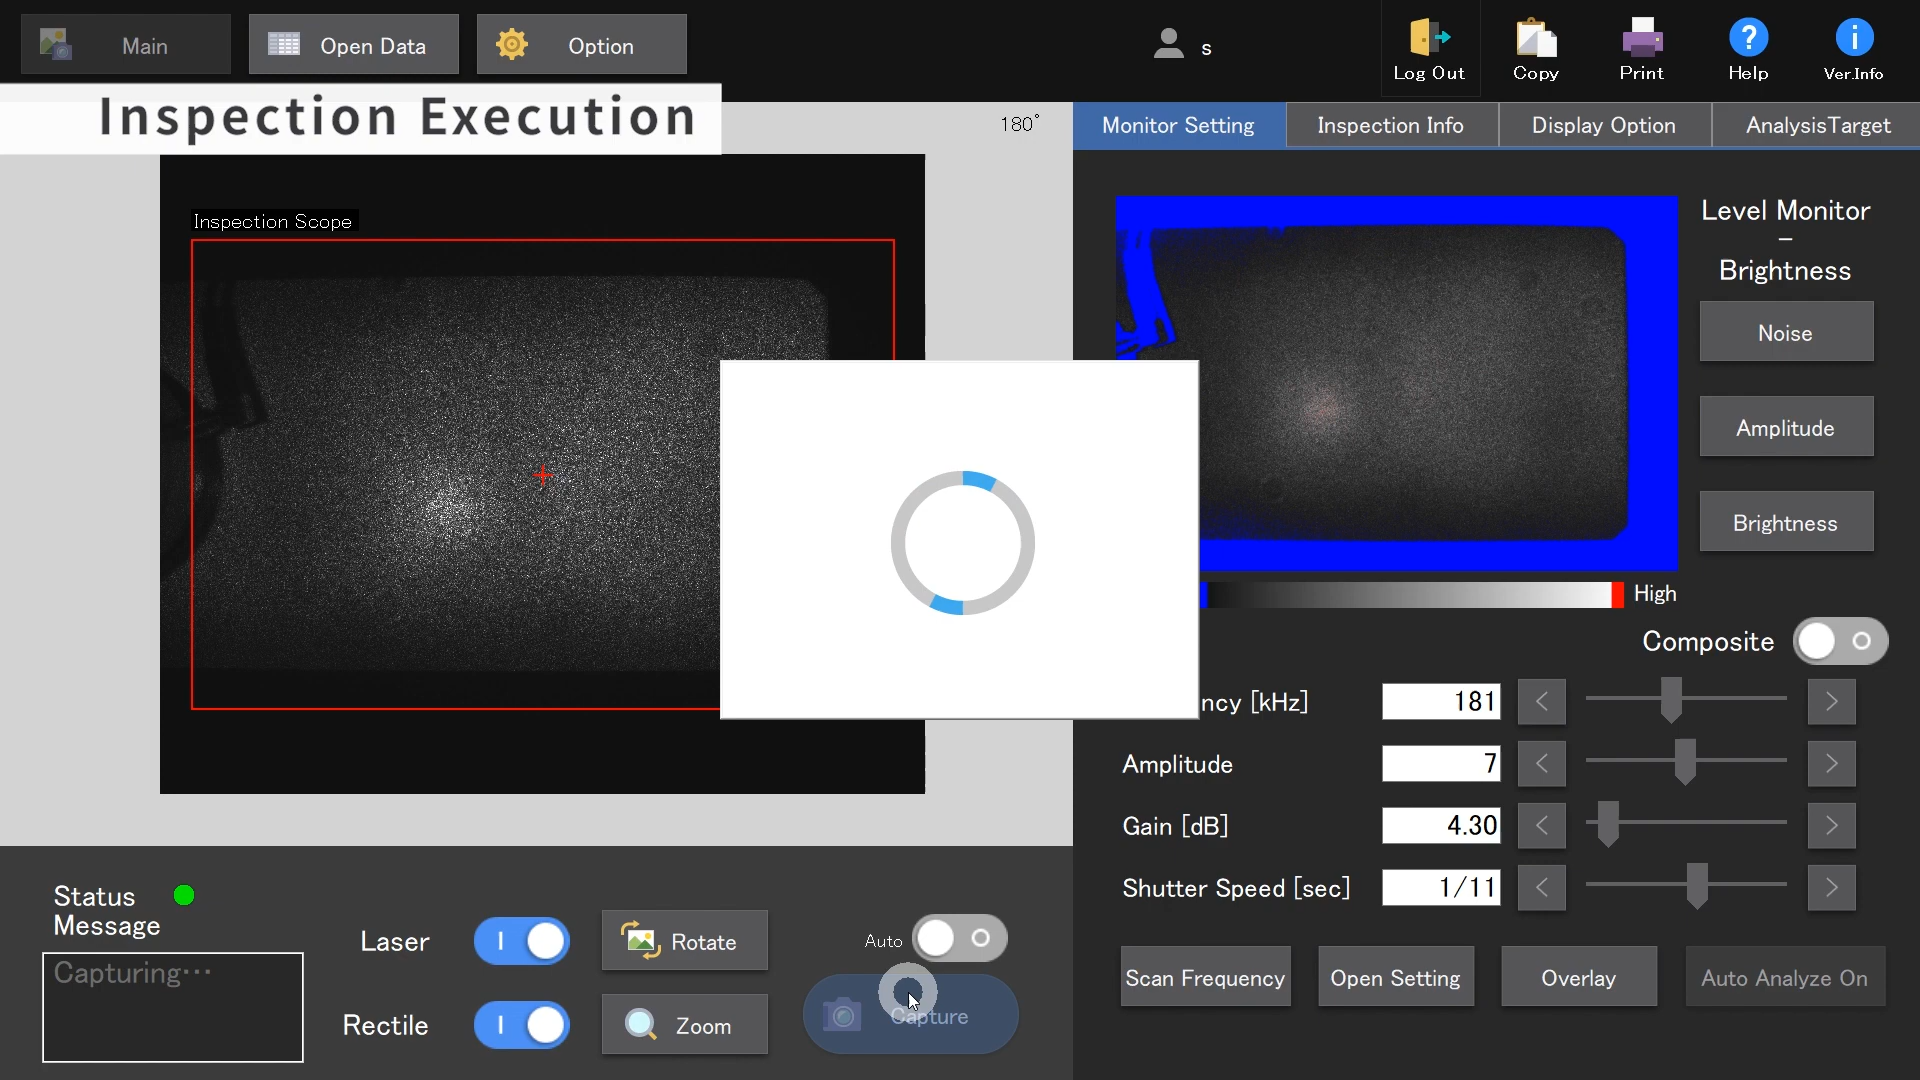 Main
Open Data
Option
s
Log Out
Copy
Print
Help
Ver.Info
Inspection Execution
180°
Monitor Setting
Inspection Info
Display Option
AnalysisTarget
Inspection Scope
Level Monitor
–
Brightness
Noise
Amplitude
Brightness
High
Composite
ncy [kHz]
181
Amplitude
7
Gain [dB]
4.30
Shutter Speed [sec]
1/11
Scan Frequency
Open Setting
Overlay
Auto Analyze On
Status
Message
Capturing…
Laser
Rotate
Auto
Rectile
Zoom
Capture